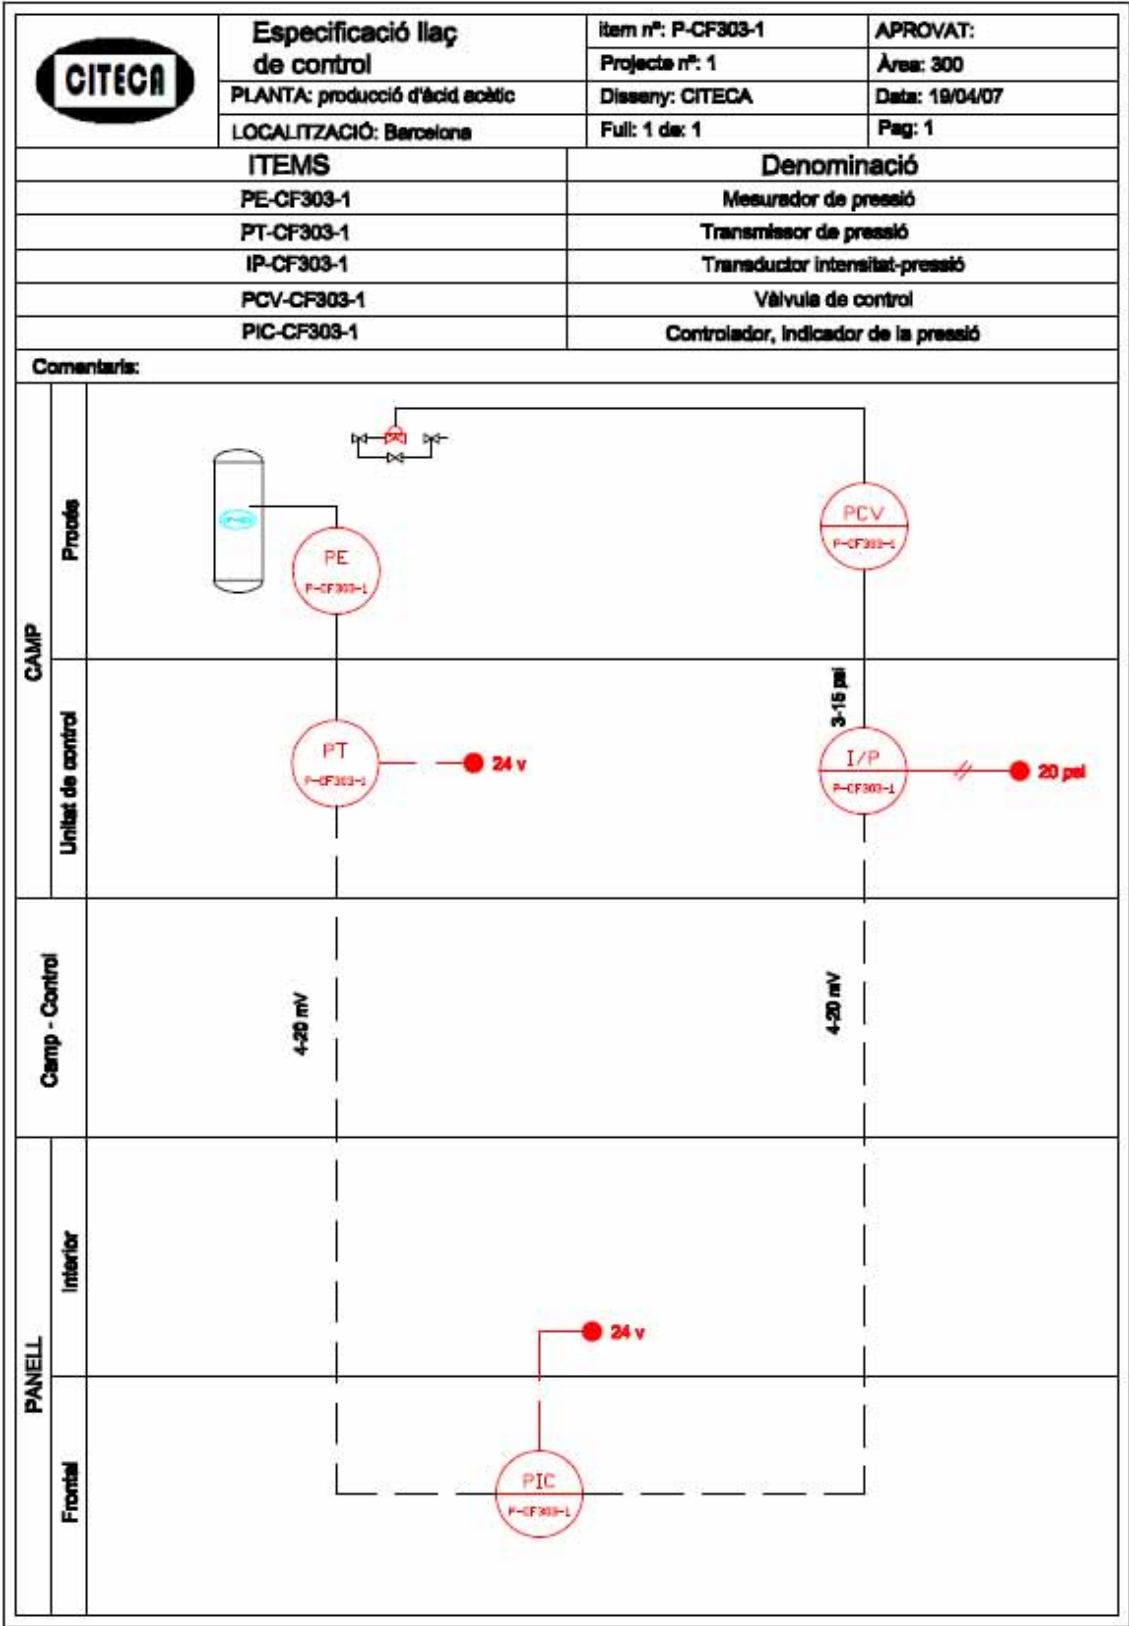 CITECA
Especificació llaç
de control
PLANTA: producció d'àcid acètic
LOCALITZACIÓ: Barcelona
item nº: P-CF303-1
APROVAT:
Projecte nº: 1
Àrea: 300
Disseny: CITECA
Data: 19/04/07
Full: 1 de: 1
Pag: 1
ITEMS
Denominació
PE-CF303-1
Mesurador de pressió
PT-CF303-1
Transmissor de pressió
IP-CF303-1
Transductor intensitat-pressió
PCV-CF303-1
Vàlvula de control
PIC-CF303-1
Controlador, indicador de la pressió
Comentaris:
CAMP
Procés
PE
P-CF303-1
PCV
P-CF303-1
Unitat de control
PT
P-CF303-1
24 v
3-15 psi
I/P
P-CF303-1
20 psi
Camp - Control
4-20 mV
4-20 mV
PANELL
Interior
24 v
Frontal
PIC
P-CF303-1